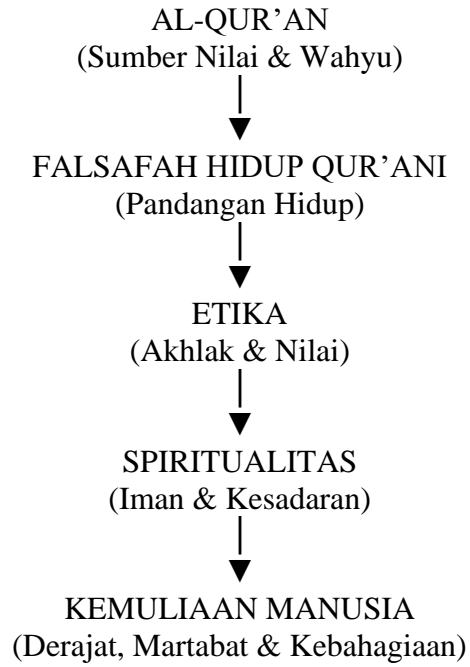 AL-QUR’AN
(Sumber Nilai & Wahyu)
FALSAFAH HIDUP QUR’ANI
(Pandangan Hidup)
ETIKA
(Akhlak & Nilai)
SPIRITUALITAS
(Iman & Kesadaran)
KEMULIAAN MANUSIA
(Derajat, Martabat & Kebahagiaan)